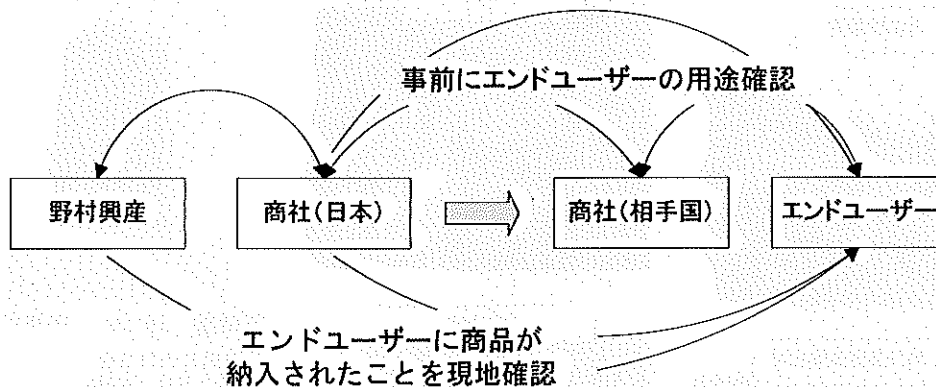 事前にエンドユーザーの用途確認
野村興産
商社(日本)
商社(相手国)
エンドユーザー
エンドユーザーに商品が
納入されたことを現地確認